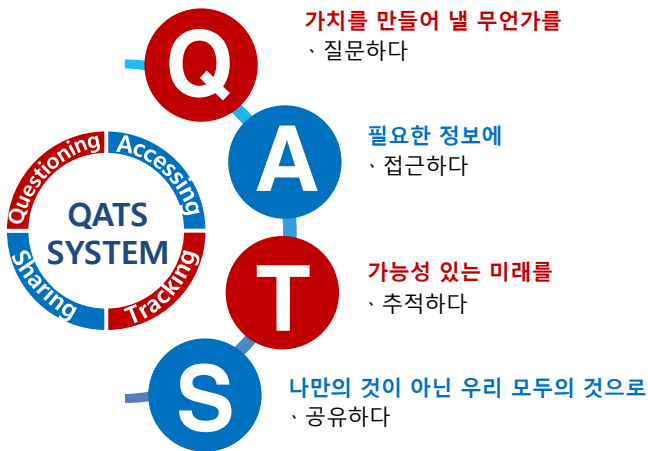 Q
가치를 만들어 낼 무언가를
、질문하다
A
필요한 정보에
、접근하다
Questioning
Accessing
QATS
SYSTEM
Sharing
Tracking
T
가능성 있는 미래를
、추적하다
S
나만의 것이 아닌 우리 모두의 것으로
、공유하다